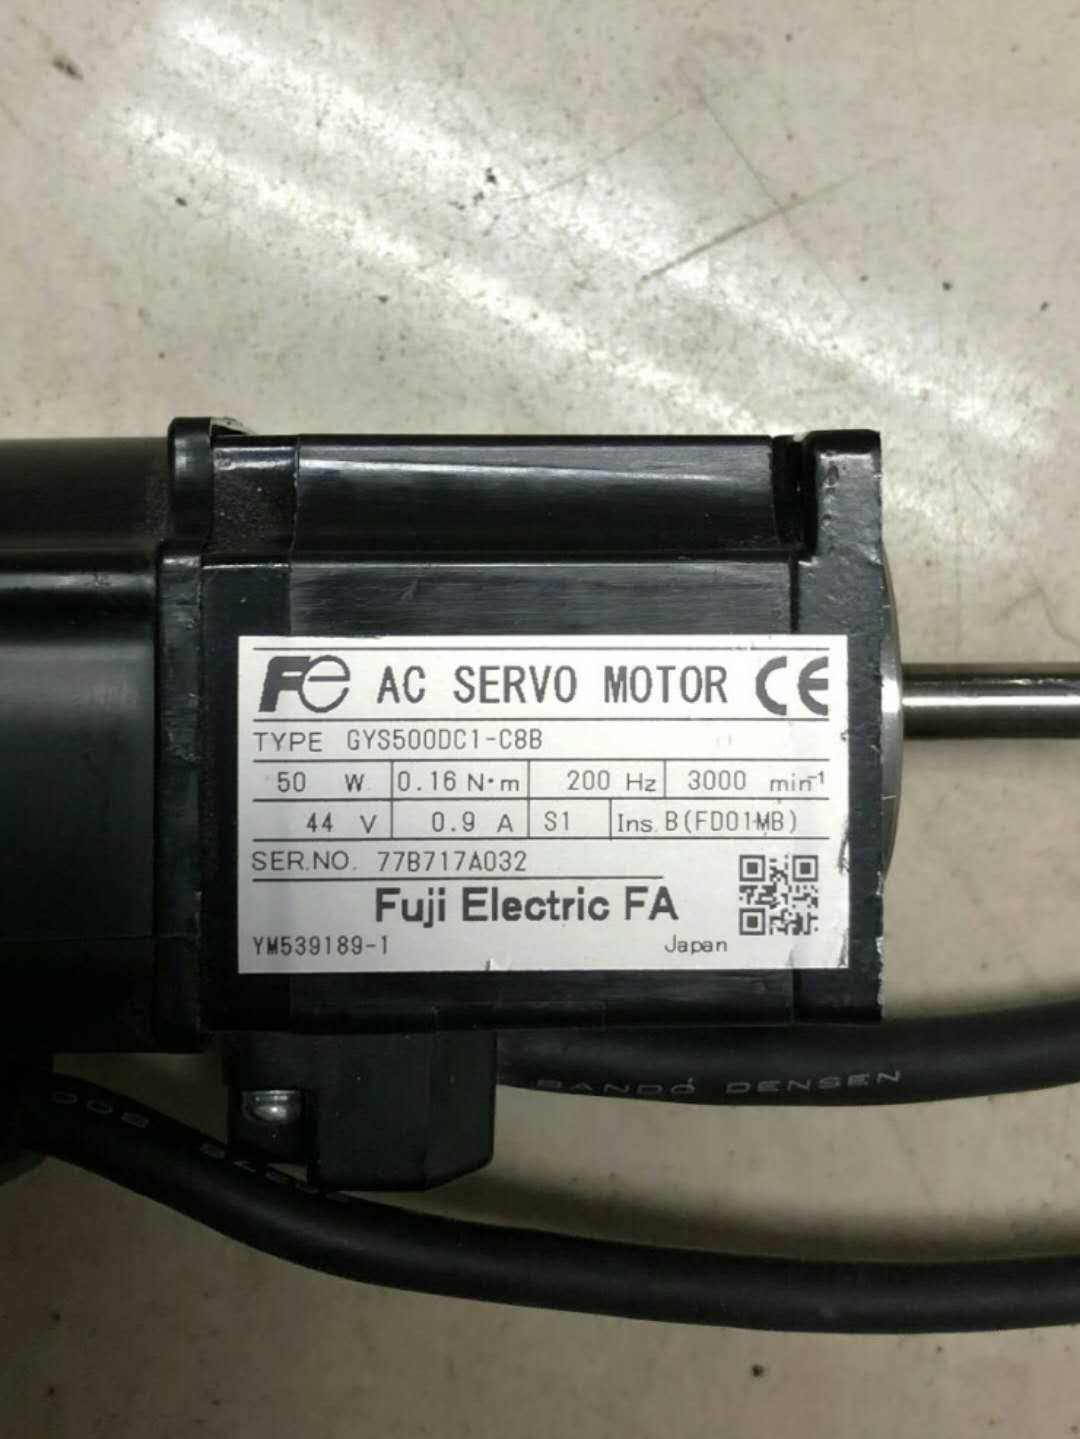 Fe AC SERVO MOTOR CE
TYPE GYS500DC1-C8B
50 W 0.16 N·m 200 Hz 3000 min⁻¹
44 V 0.9 A S1 Ins. B(FD01MB)
SER.NO. 77B717A032
Fuji Electric FA
YM539189-1 Japan
BANDO DENSEN